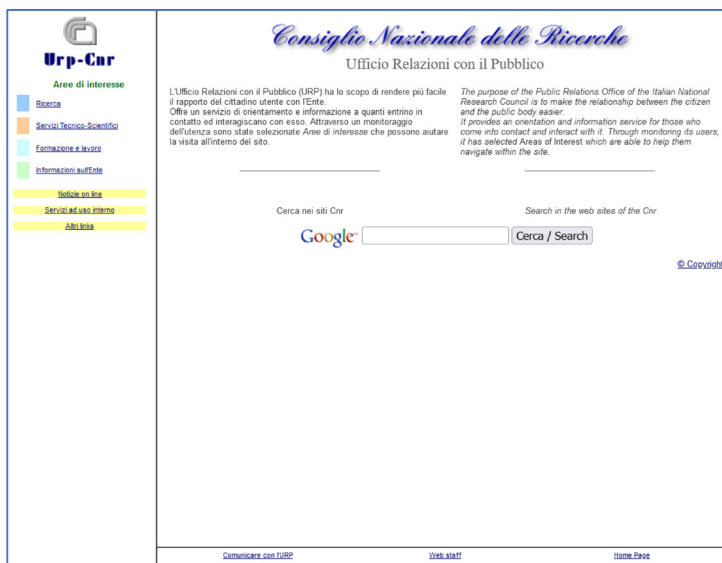 Urp-Cnr
Aree di interesse
Ricerca
Servizi Tecnico-Scientifici
Formazione e lavoro
Informazioni sull'Ente
Notizie on line
Servizi ad uso interno
Altri links
Consiglio Nazionale delle Ricerche
Ufficio Relazioni con il Pubblico
L'Ufficio Relazioni con il Pubblico (URP) ha lo scopo di rendere più facile
il rapporto del cittadino utente con l'Ente.
Offre un servizio di orientamento e informazione a quanti entrino in
contatto ed interagiscano con esso. Attraverso un monitoraggio
dell'utenza sono state selezionate Aree di interesse che possono aiutare
la visita all'interno del sito.
The purpose of the Public Relations Office of the Italian National
Research Council is to make the relationship between the citizen
and the public body easier.
It provides an orientation and information service for those who
come into contact and interact with it. Through monitoring its users,
it has selected Areas of Interest which are able to help them
navigate within the site.
Cerca nei siti Cnr
Search in the web sites of the Cnr
Google™ Cerca / Search
© Copyright
Comunicare con l'URP
Web staff
Home Page